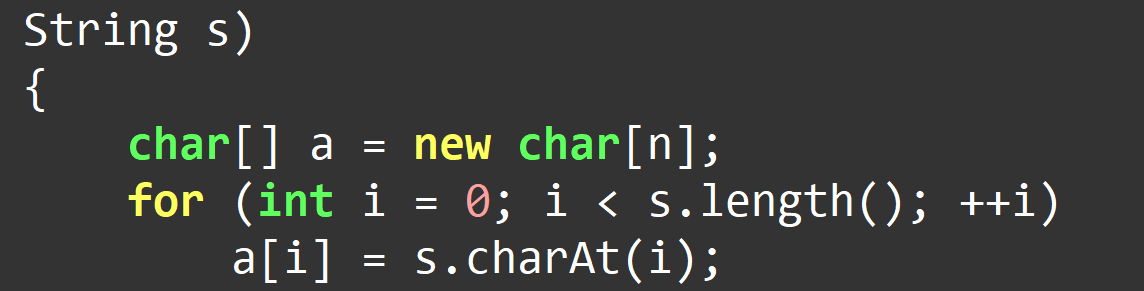 String s)
{
    char[] a = new char[n];
    for (int i = 0; i < s.length(); ++i)
        a[i] = s.charAt(i);